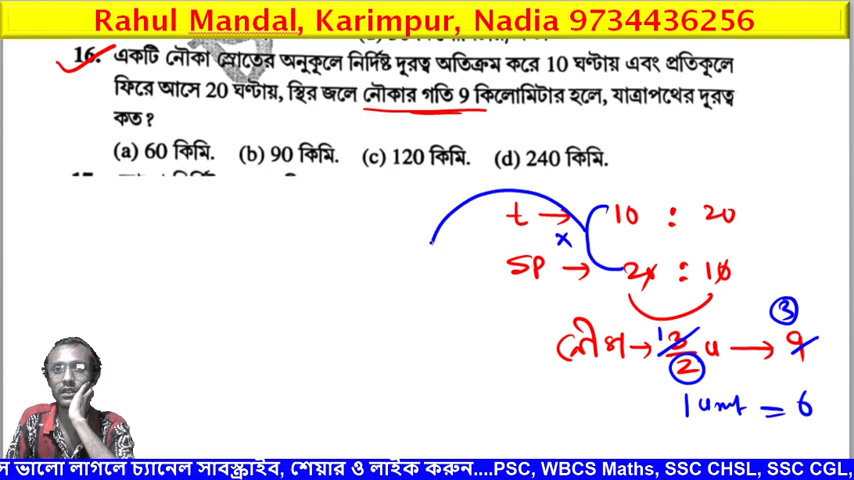 Rahul Mandal, Karimpur, Nadia 9734436256
16. একটি নৌকা স্রোতের অনুকূলে নির্দিষ্ট দূরত্ব অতিক্রম করে 10 ঘণ্টায় এবং প্রতিকূলে
ফিরে আসে 20 ঘণ্টায়, স্থির জলে নৌকার গতি 9 কিলোমিটার হলে, যাত্রাপথের দূরত্ব
কত?
(a) 60 কিমি. (b) 90 কিমি. (c) 120 কিমি. (d) 240 কিমি.
t → 10 : 20
x
SP → 20 : 10
3
নৌকা → 1 3/2 u → 9
1 unit = 6
স ভালো লাগলে চ্যানেল সাবস্ক্রাইব, শেয়ার ও লাইক করুন....PSC, WBCS Maths, SSC CHSL, SSC CGL,